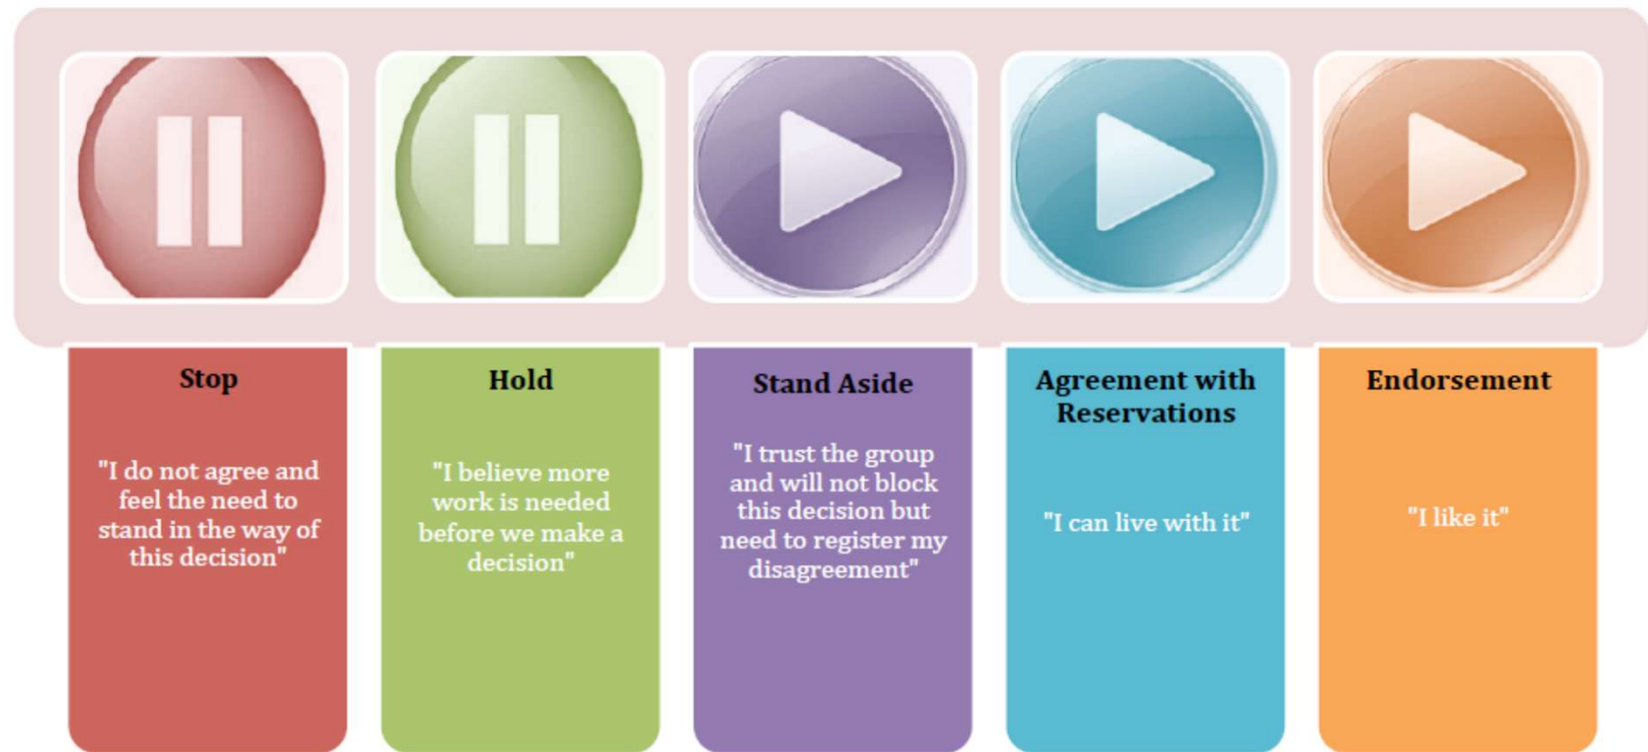 Stop
"I do not agree and
feel the need to
stand in the way of
this decision"
Hold
"I believe more
work is needed
before we make a
decision"
Stand Aside
"I trust the group
and will not block
this decision but
need to register my
disagreement"
Agreement with
Reservations
"I can live with it"
Endorsement
"I like it"